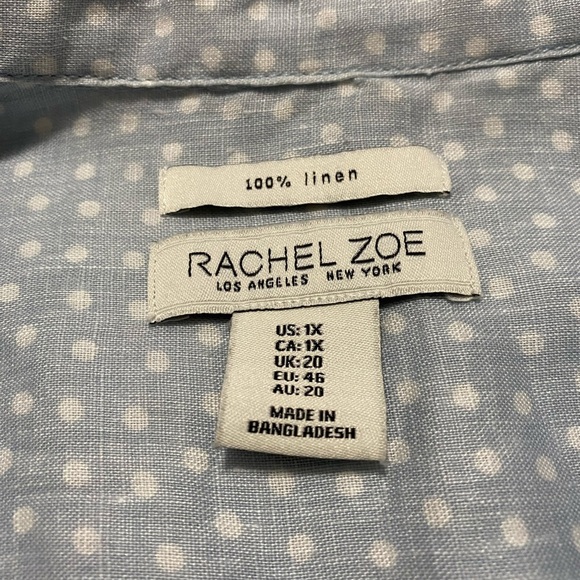 100% linen
RACHEL ZOE
LOS ANGELES NEW YORK
US: 1X
CA: 1X
UK: 20
EU: 46
AU: 20
MADE IN
BANGLADESH